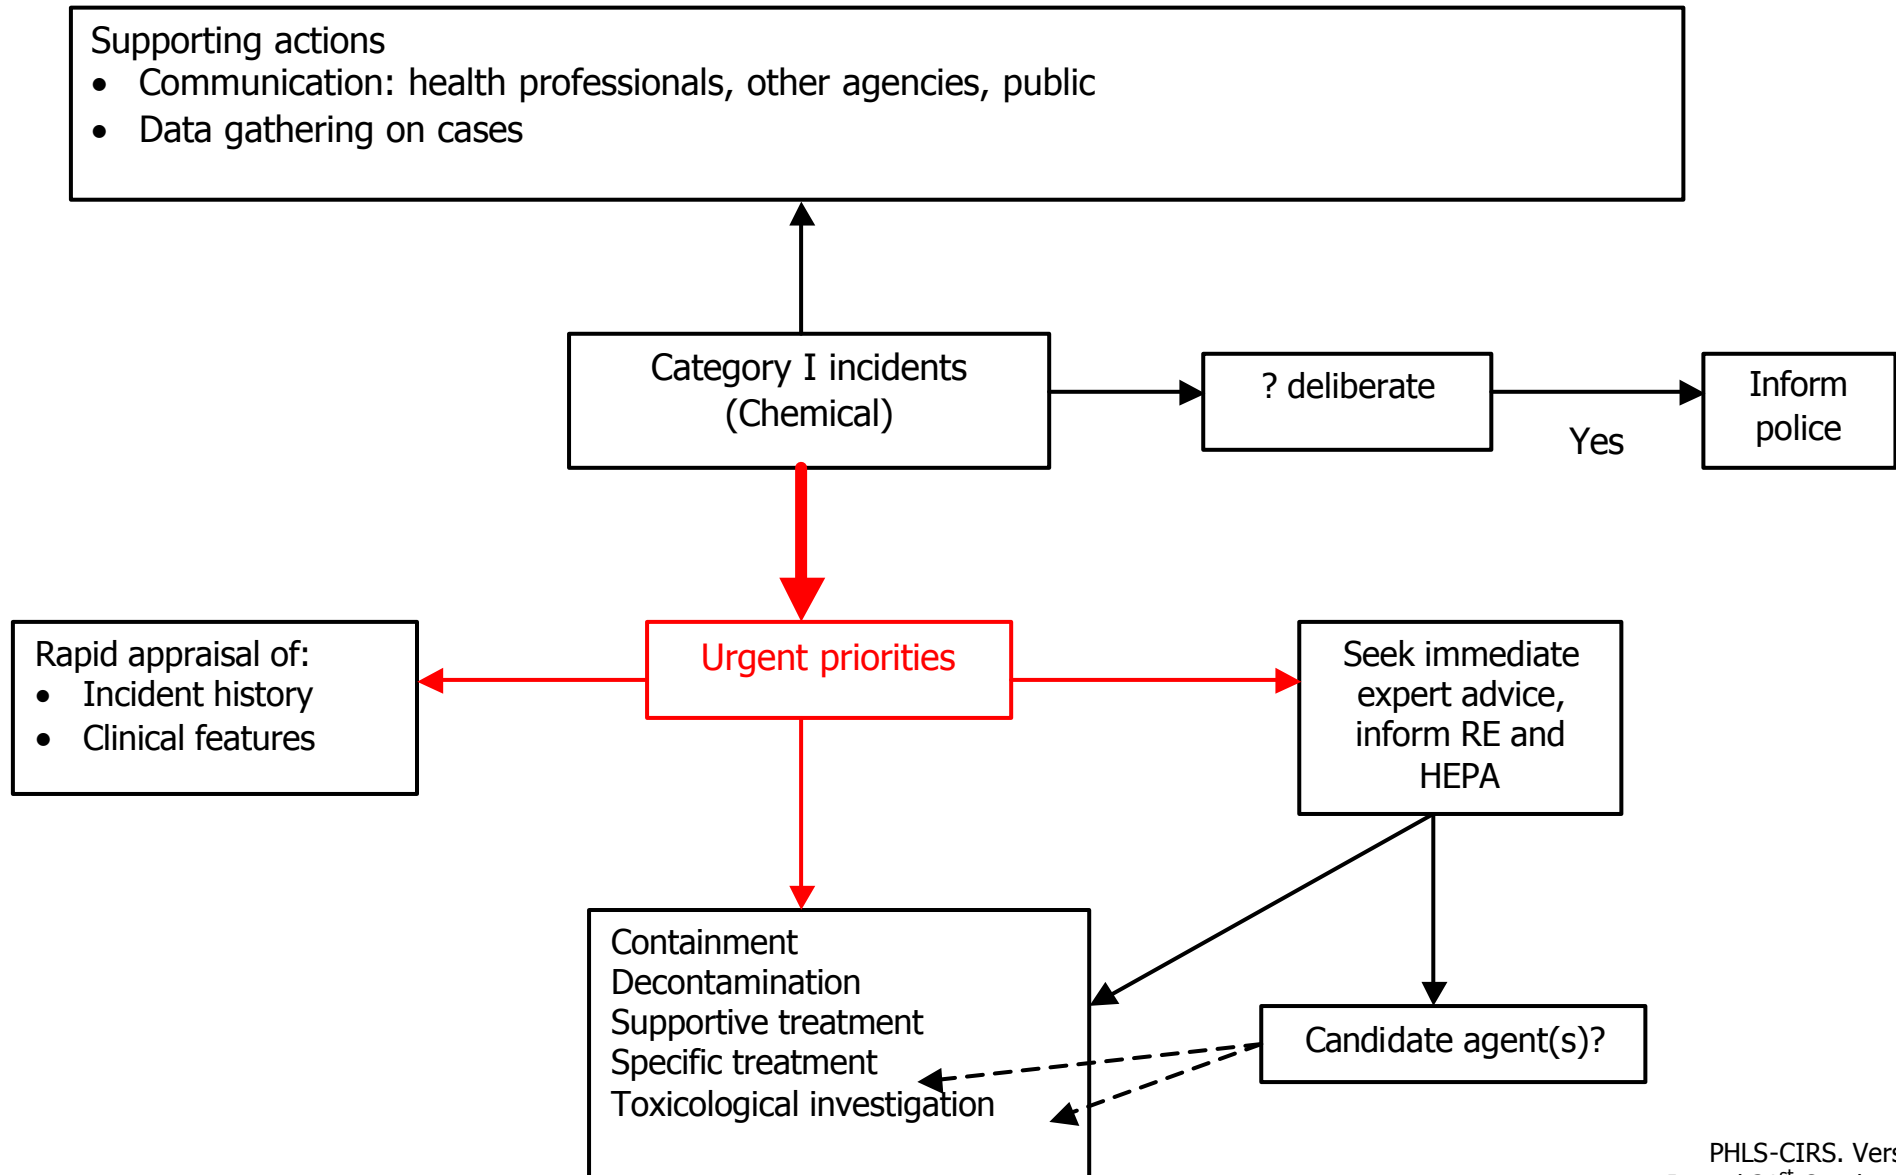 Supporting actions
• Communication: health professionals, other agencies, public
• Data gathering on cases
Category I incidents
(Chemical)
? deliberate
Yes
Inform
police
Rapid appraisal of:
• Incident history
• Clinical features
Urgent priorities
Seek immediate
expert advice,
inform RE and
HEPA
Containment
Decontamination
Supportive treatment
Specific treatment
Toxicological investigation
Candidate agent(s)?
PHLS-CIRS. Vers